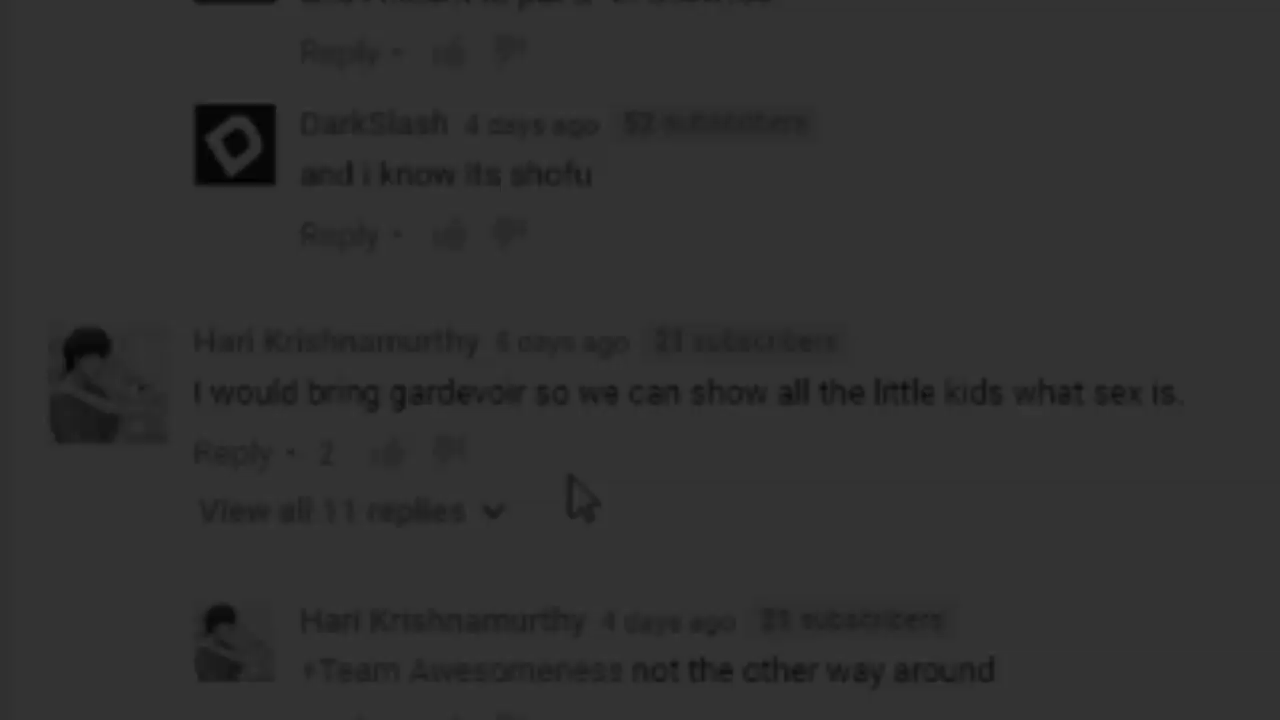 Reply •
DarkSlash 4 days ago 52 subscribers
and i know its shofu
Reply •
Hari Krishnamurthy 4 days ago 21 subscribers
I would bring gardevoir so we can show all the little kids what sex is.
Reply • 2
View all 11 replies
Hari Krishnamurthy 4 days ago 21 subscribers
+Team Awesomeness not the other way around